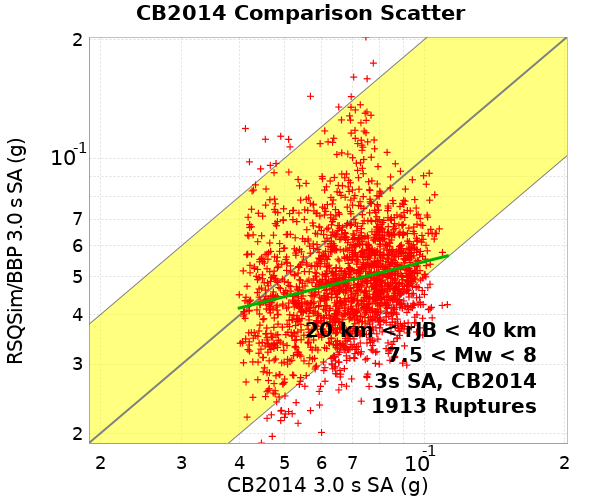 CB2014 Comparison Scatter
RSQSim/BBP 3.0 s SA (g)
2
10-1
7
6
5
4
3
2
20 km < rJB < 40 km
7.5 < Mw < 8
3s SA, CB2014
1913 Ruptures
2 3 4 5 6 7 10-1 2
CB2014 3.0 s SA (g)